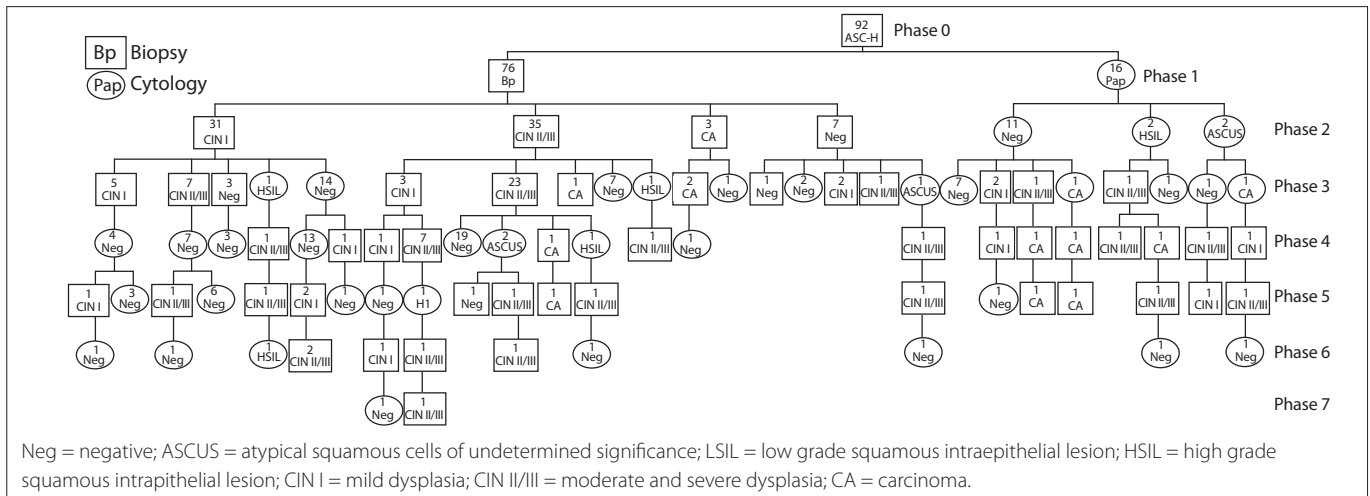 92
ASC-H
Phase 0
Bp Biopsy
Pap Cytology
76
Bp
16
Pap
Phase 1
31
CIN I
35
CIN II/III
3
CA
7
Neg
11
Neg
2
HSIL
2
ASCUS
Phase 2
5
CIN I
7
CIN II/III
3
Neg
1
HSIL
14
Neg
3
CIN I
23
CIN II/III
1
CA
7
Neg
1
HSIL
2
CA
1
Neg
1
Neg
2
Neg
2
CIN I
1
CIN II/III
1
ASCUS
7
Neg
2
CIN I
1
CIN II/III
1
CA
1
CIN II/III
1
Neg
1
Neg
1
CA
Phase 3
4
Neg
7
Neg
3
Neg
1
CIN II/III
13
Neg
1
CIN I
1
CIN I
7
CIN II/III
19
Neg
2
ASCUS
1
CA
1
HSIL
1
CIN II/III
1
Neg
1
CIN II/III
1
CIN I
1
CA
1
CA
1
CIN II/III
1
CA
1
CIN II/III
1
CIN I
Phase 4
1
CIN I
3
Neg
1
CIN II/III
6
Neg
1
CIN II/III
2
CIN I
1
Neg
1
Neg
1
H1
1
Neg
1
CIN II/III
1
CA
1
CIN II/III
1
CIN II/III
1
Neg
1
CA
1
CA
1
CIN II/III
1
CIN I
1
CIN II/III
Phase 5
1
Neg
1
Neg
1
HSIL
2
CIN II/III
1
CIN I
1
CIN II/III
1
CIN II/III
1
Neg
1
Neg
1
Neg
1
Neg
Phase 6
1
Neg
1
CIN II/III
Phase 7
Neg = negative; ASCUS = atypical squamous cells of undetermined significance; LSIL = low grade squamous intraepithelial lesion; HSIL = high grade
squamous intrapithelial lesion; CIN I = mild dysplasia; CIN II/III = moderate and severe dysplasia; CA = carcinoma.